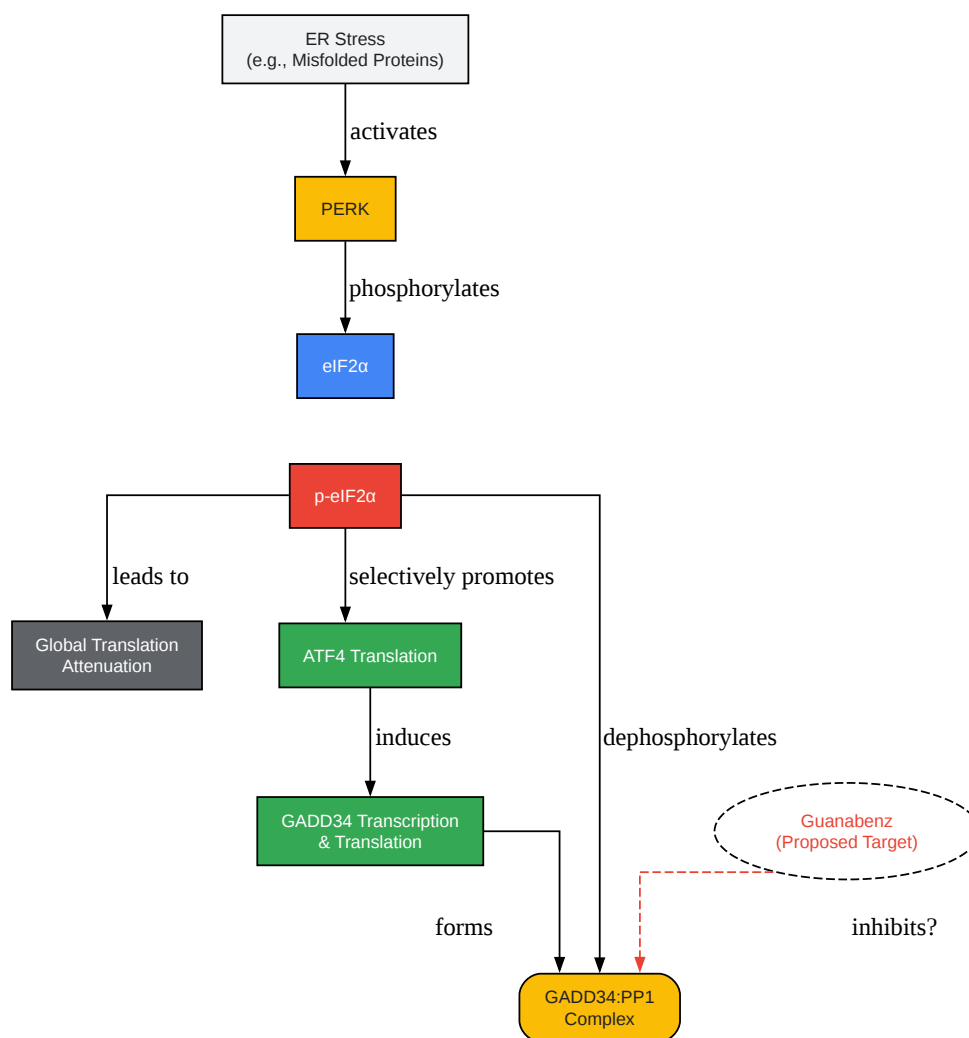 ER Stress
(e.g., Misfolded Proteins)
activates
PERK
phosphorylates
eIF2α
p-eIF2α
leads to
selectively promotes
Global Translation
Attenuation
ATF4 Translation
induces
dephosphorylates
GADD34 Transcription
& Translation
Guanabenz
(Proposed Target)
forms
inhibits?
GADD34:PP1
Complex